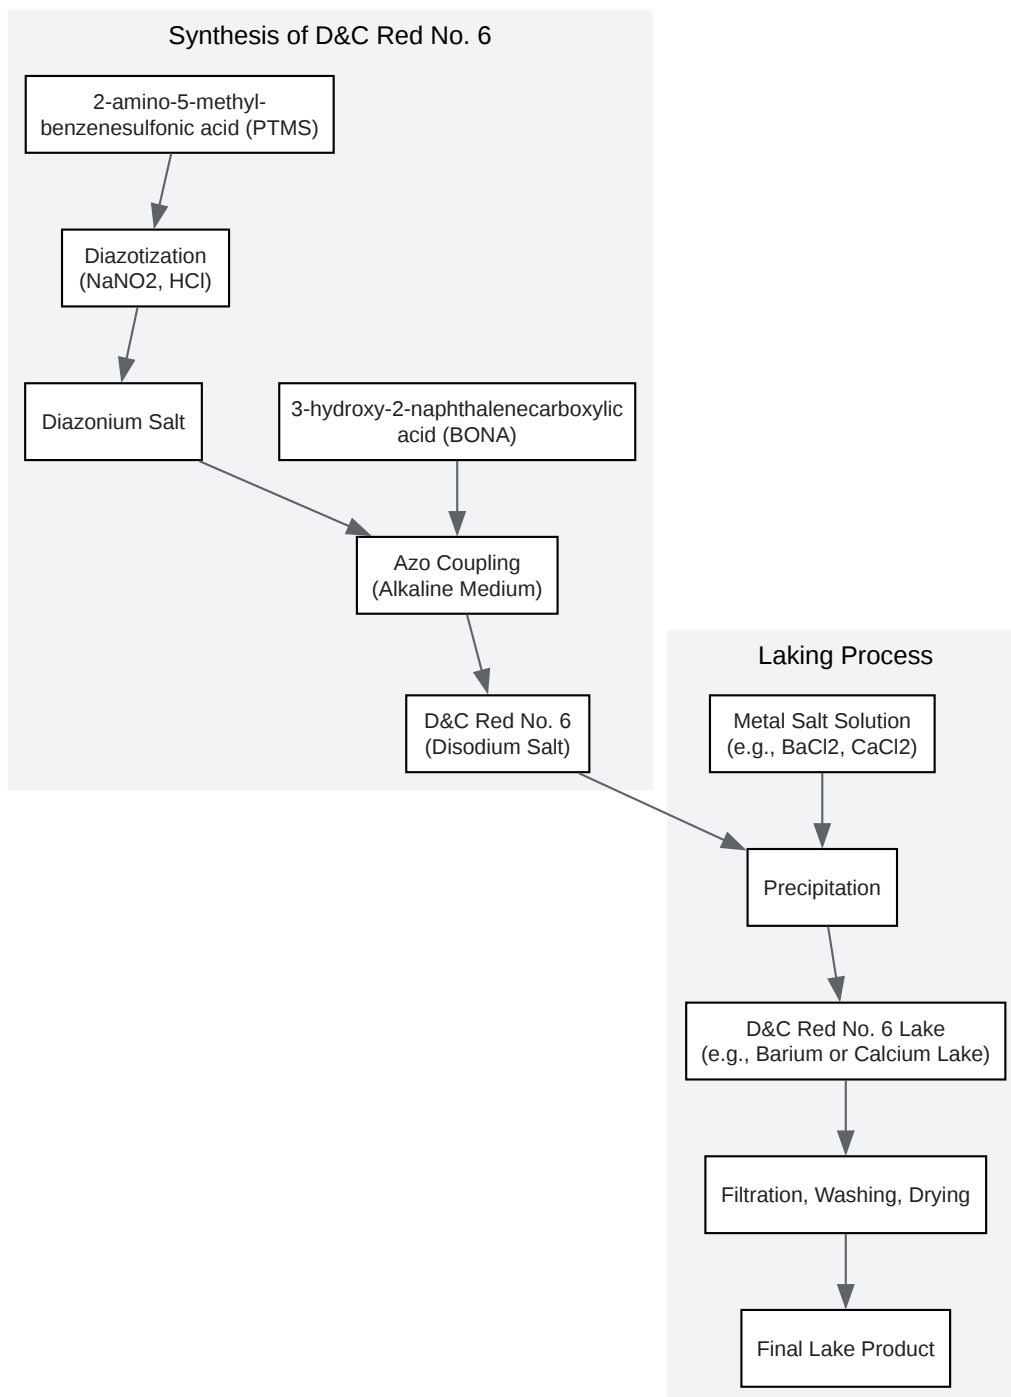 Synthesis of D&C Red No. 6
2-amino-5-methyl-
benzenesulfonic acid (PTMS)
Diazotization
(NaNO2, HCl)
Diazonium Salt
3-hydroxy-2-naphthalenecarboxylic
acid (BONA)
Azo Coupling
(Alkaline Medium)
D&C Red No. 6
(Disodium Salt)
Laking Process
Metal Salt Solution
(e.g., BaCl2, CaCl2)
Precipitation
D&C Red No. 6 Lake
(e.g., Barium or Calcium Lake)
Filtration, Washing, Drying
Final Lake Product